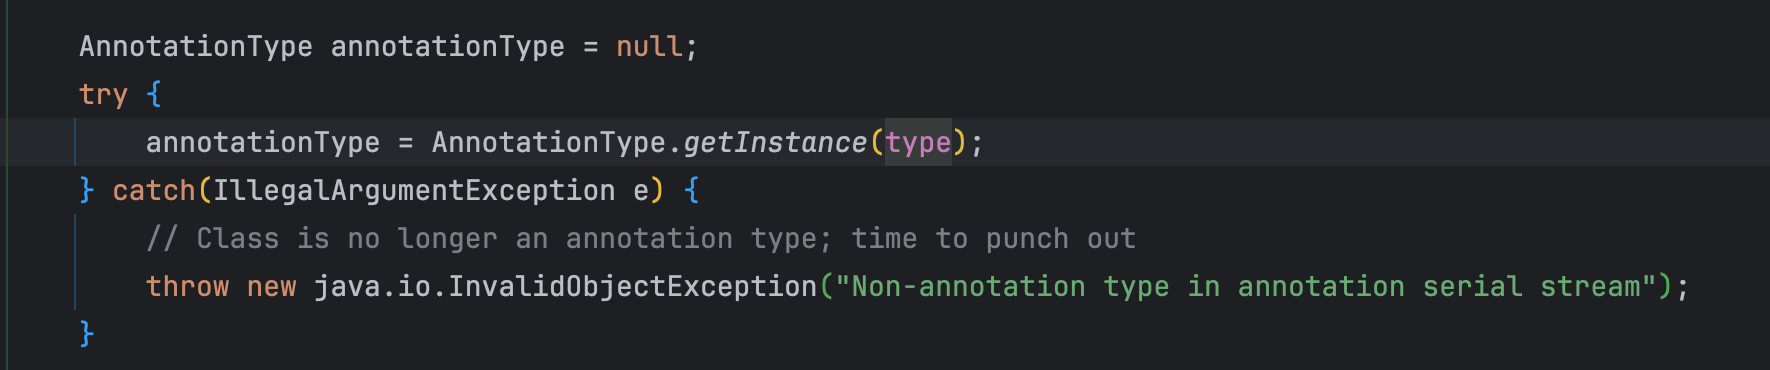 AnnotationType annotationType = null;
try {
annotationType = AnnotationType.getInstance(type);
} catch(IllegalArgumentException e) {
// Class is no longer an annotation type; time to punch out
throw new java.io.InvalidObjectException("Non-annotation type in annotation serial stream");
}